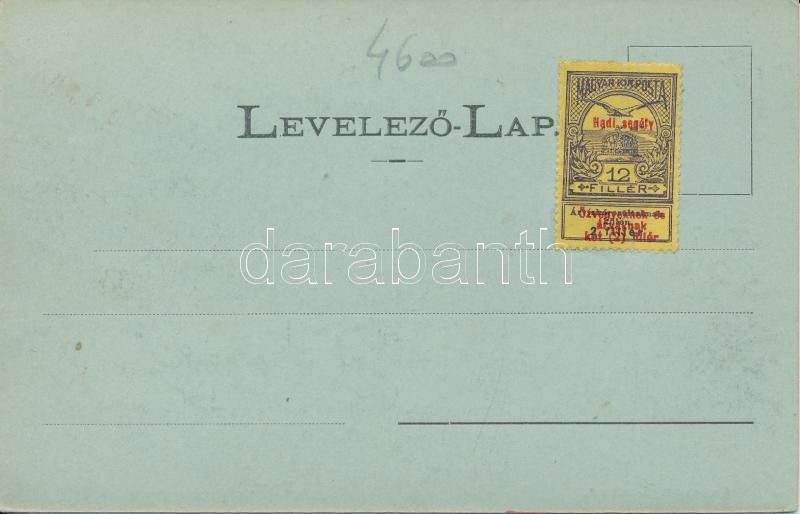 4600
LEVELEZŐ-LAP.
MAGYAR KIR. POSTA
Hadi segély
12
FILLÉR
Özvegyeknek és
árváknak
két (2) fillér
darabanth